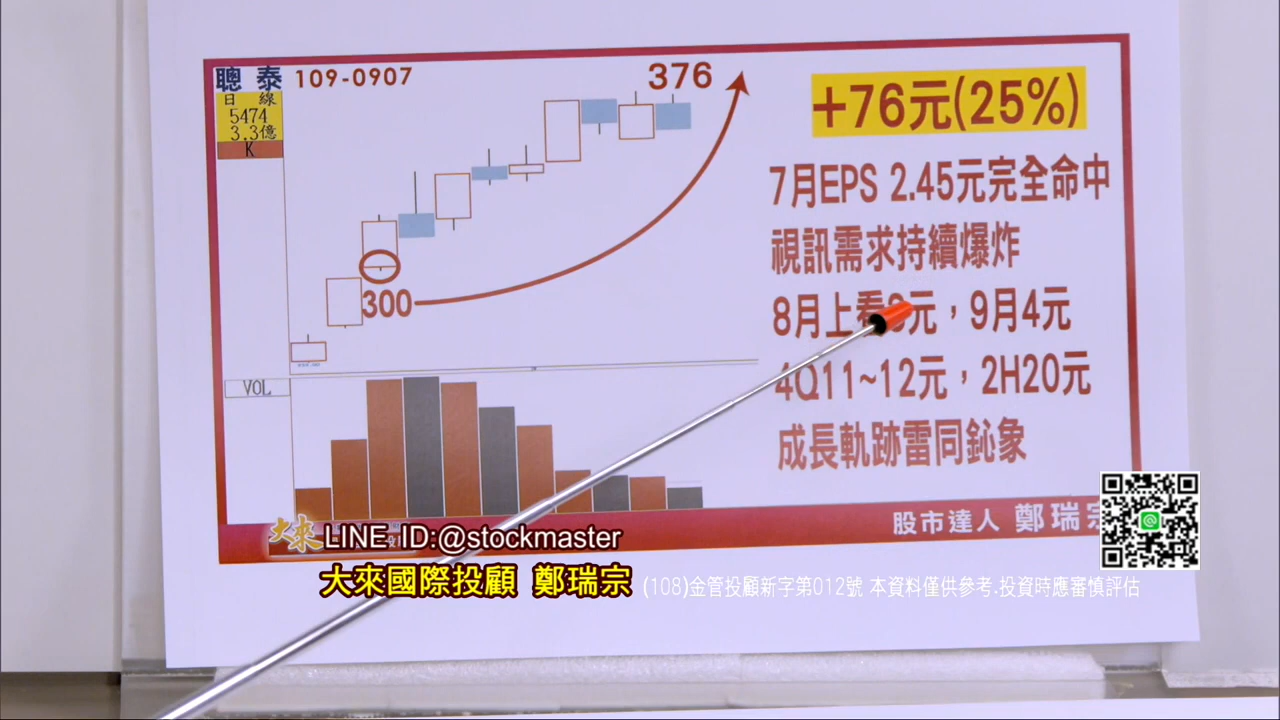 聰泰 109-0907
日 線
5474
3.3億
K
376
300
VOL
+76元(25%)
7月EPS 2.45元完全命中
視訊需求持續爆炸
8月上看3元，9月4元
4Q11~12元，2H20元
成長軌跡雷同鈊象
股市達人 鄭瑞宗
大來 LINE ID:@stockmaster
大來國際投顧 鄭瑞宗 (108)金管投顧新字第012號 本資料僅供參考.投資時應審慎評估